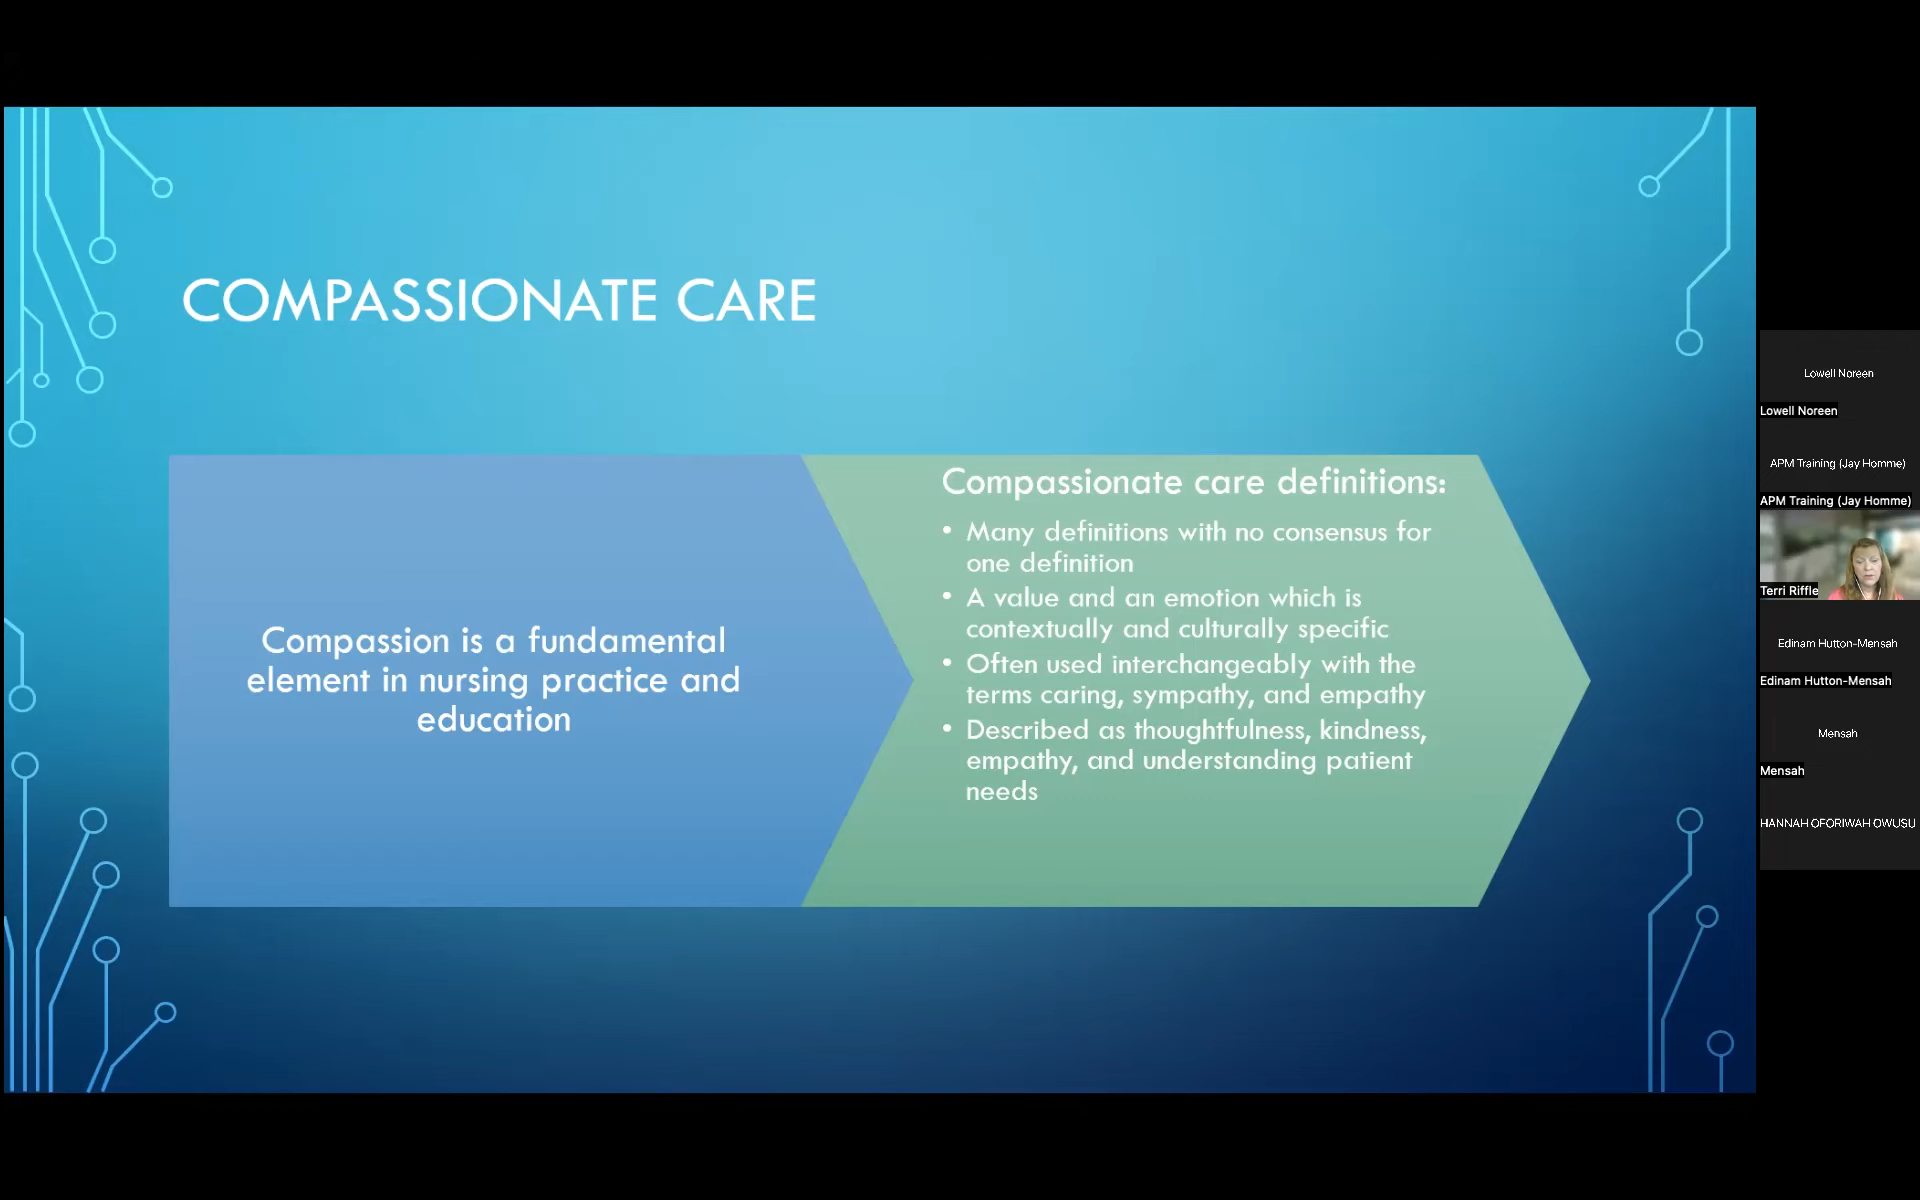 COMPASSIONATE CARE
Compassion is a fundamental
element in nursing practice and
education
Compassionate care definitions:
• Many definitions with no consensus for
one definition
• A value and an emotion which is
contextually and culturally specific
• Often used interchangeably with the
terms caring, sympathy, and empathy
• Described as thoughtfulness, kindness,
empathy, and understanding patient
needs
Lowell Noreen
Lowell Noreen
APM Training (Jay Homme)
APM Training (Jay Homme)
Terri Riffle
Edinam Hutton-Mensah
Edinam Hutton-Mensah
Mensah
Mensah
HANNAH OFORIWAH OWUSU